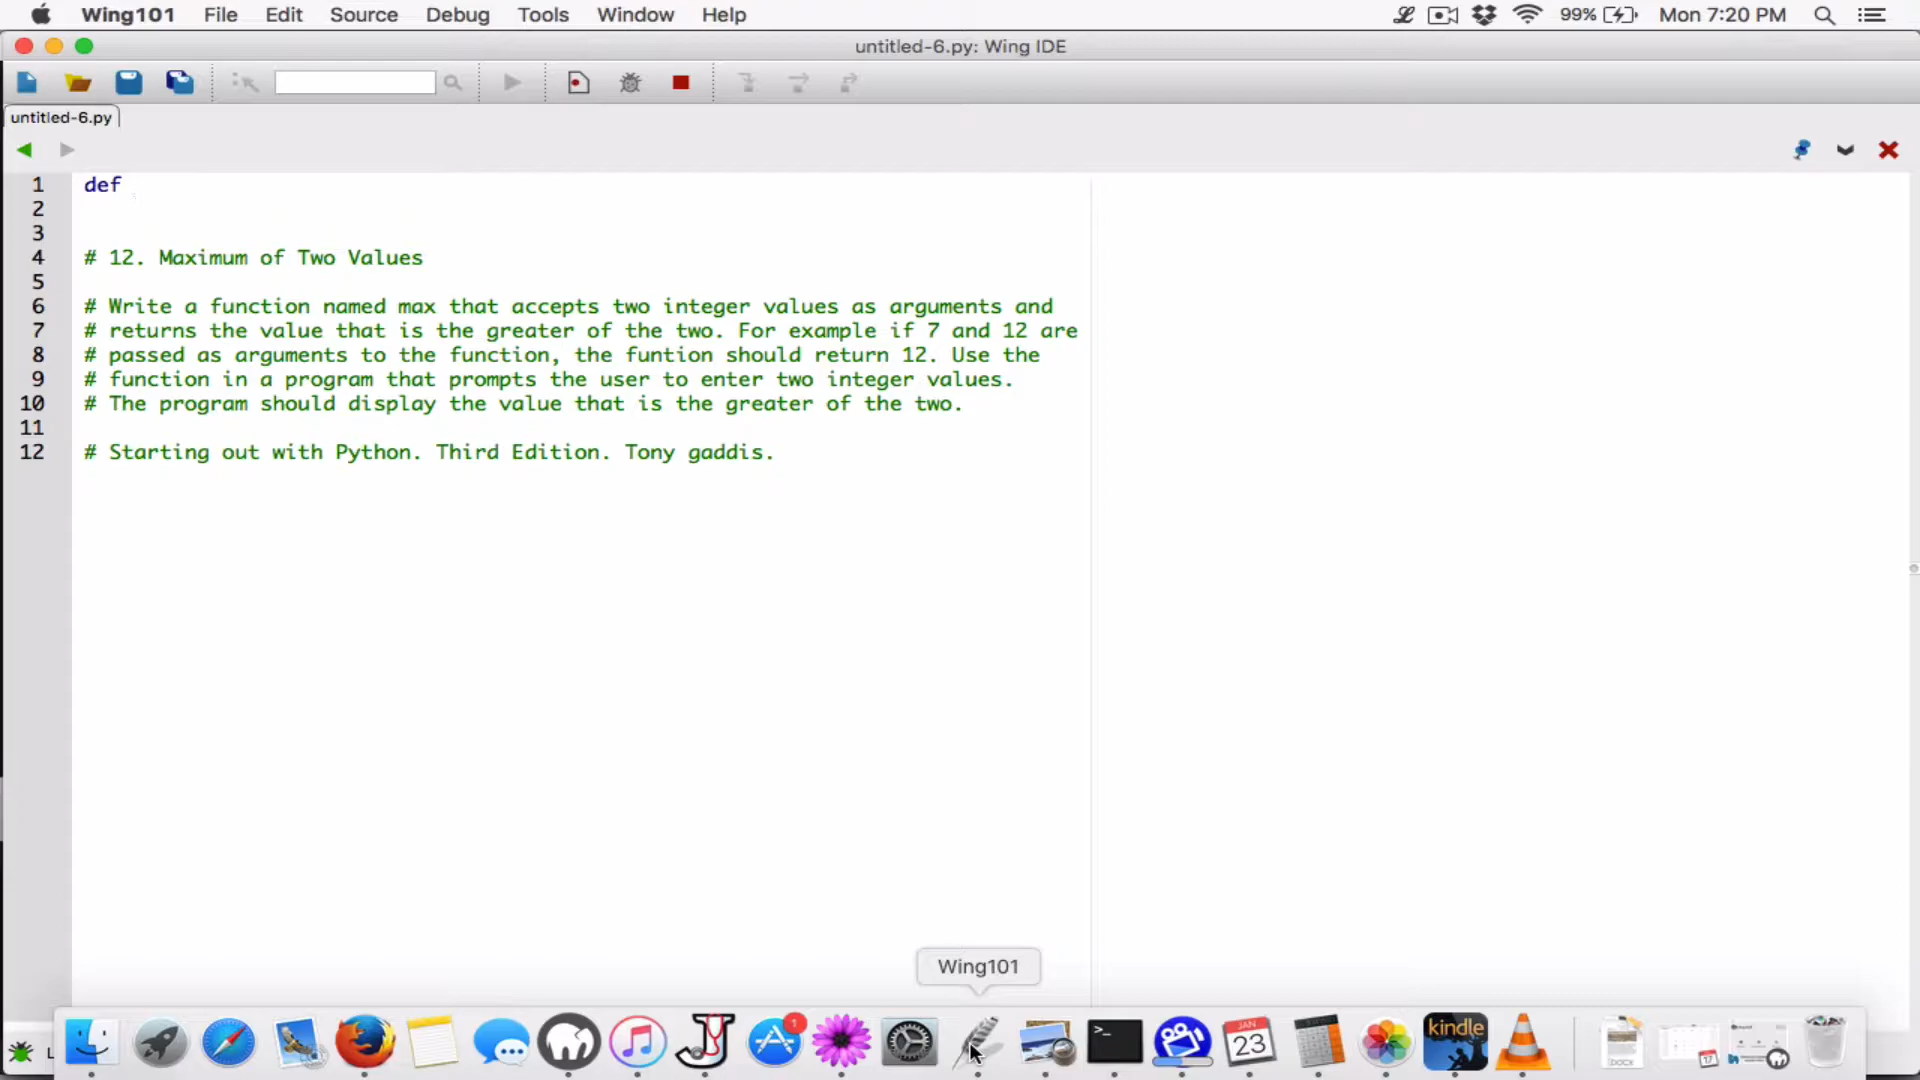 Wing101 File Edit Source Debug Tools Window Help 99% Mon 7:20 PM
untitled-6.py: Wing IDE
untitled-6.py
1 def
2
3
4 # 12. Maximum of Two Values
5
6 # Write a function named max that accepts two integer values as arguments and
7 # returns the value that is the greater of the two. For example if 7 and 12 are
8 # passed as arguments to the function, the funtion should return 12. Use the
9 # function in a program that prompts the user to enter two integer values.
10 # The program should display the value that is the greater of the two.
11
12 # Starting out with Python. Third Edition. Tony gaddis.
Wing101
1
>_
JAN
23
kindle
DOCX
17